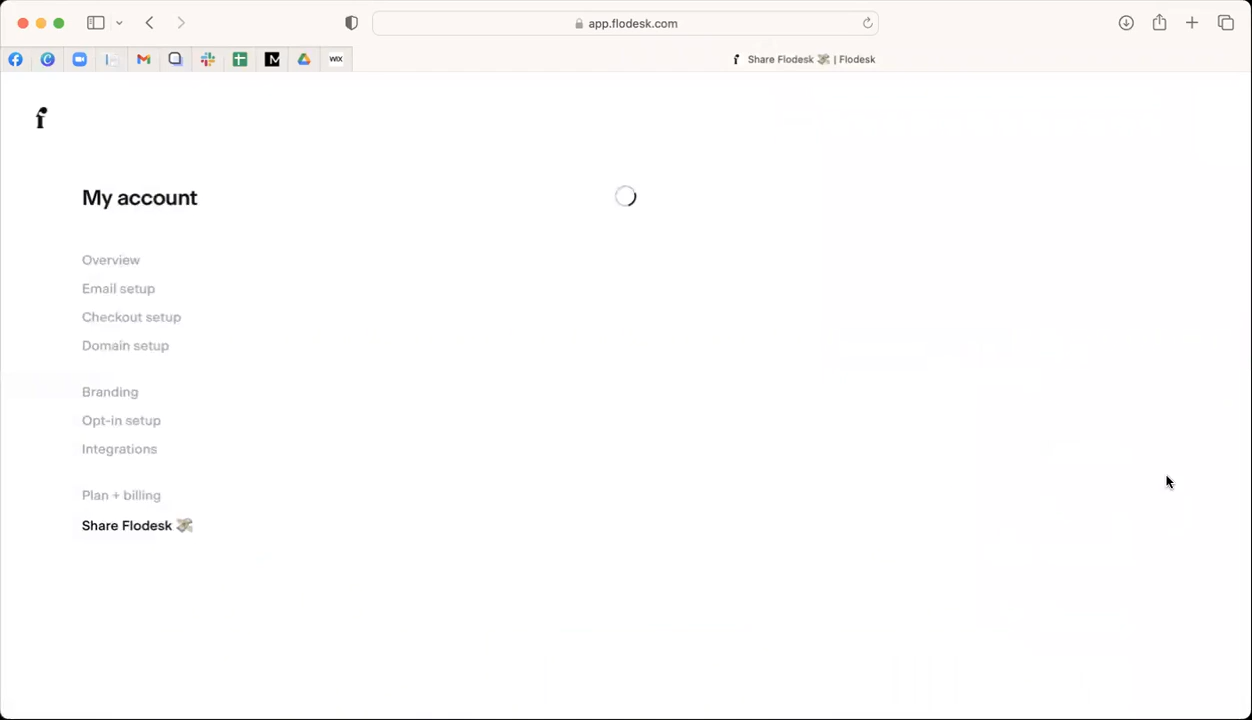 app.flodesk.com
WIX
Share Flodesk 💸 | Flodesk
My account
Overview
Email setup
Checkout setup
Domain setup
Branding
Opt-in setup
Integrations
Plan + billing
Share Flodesk 💸